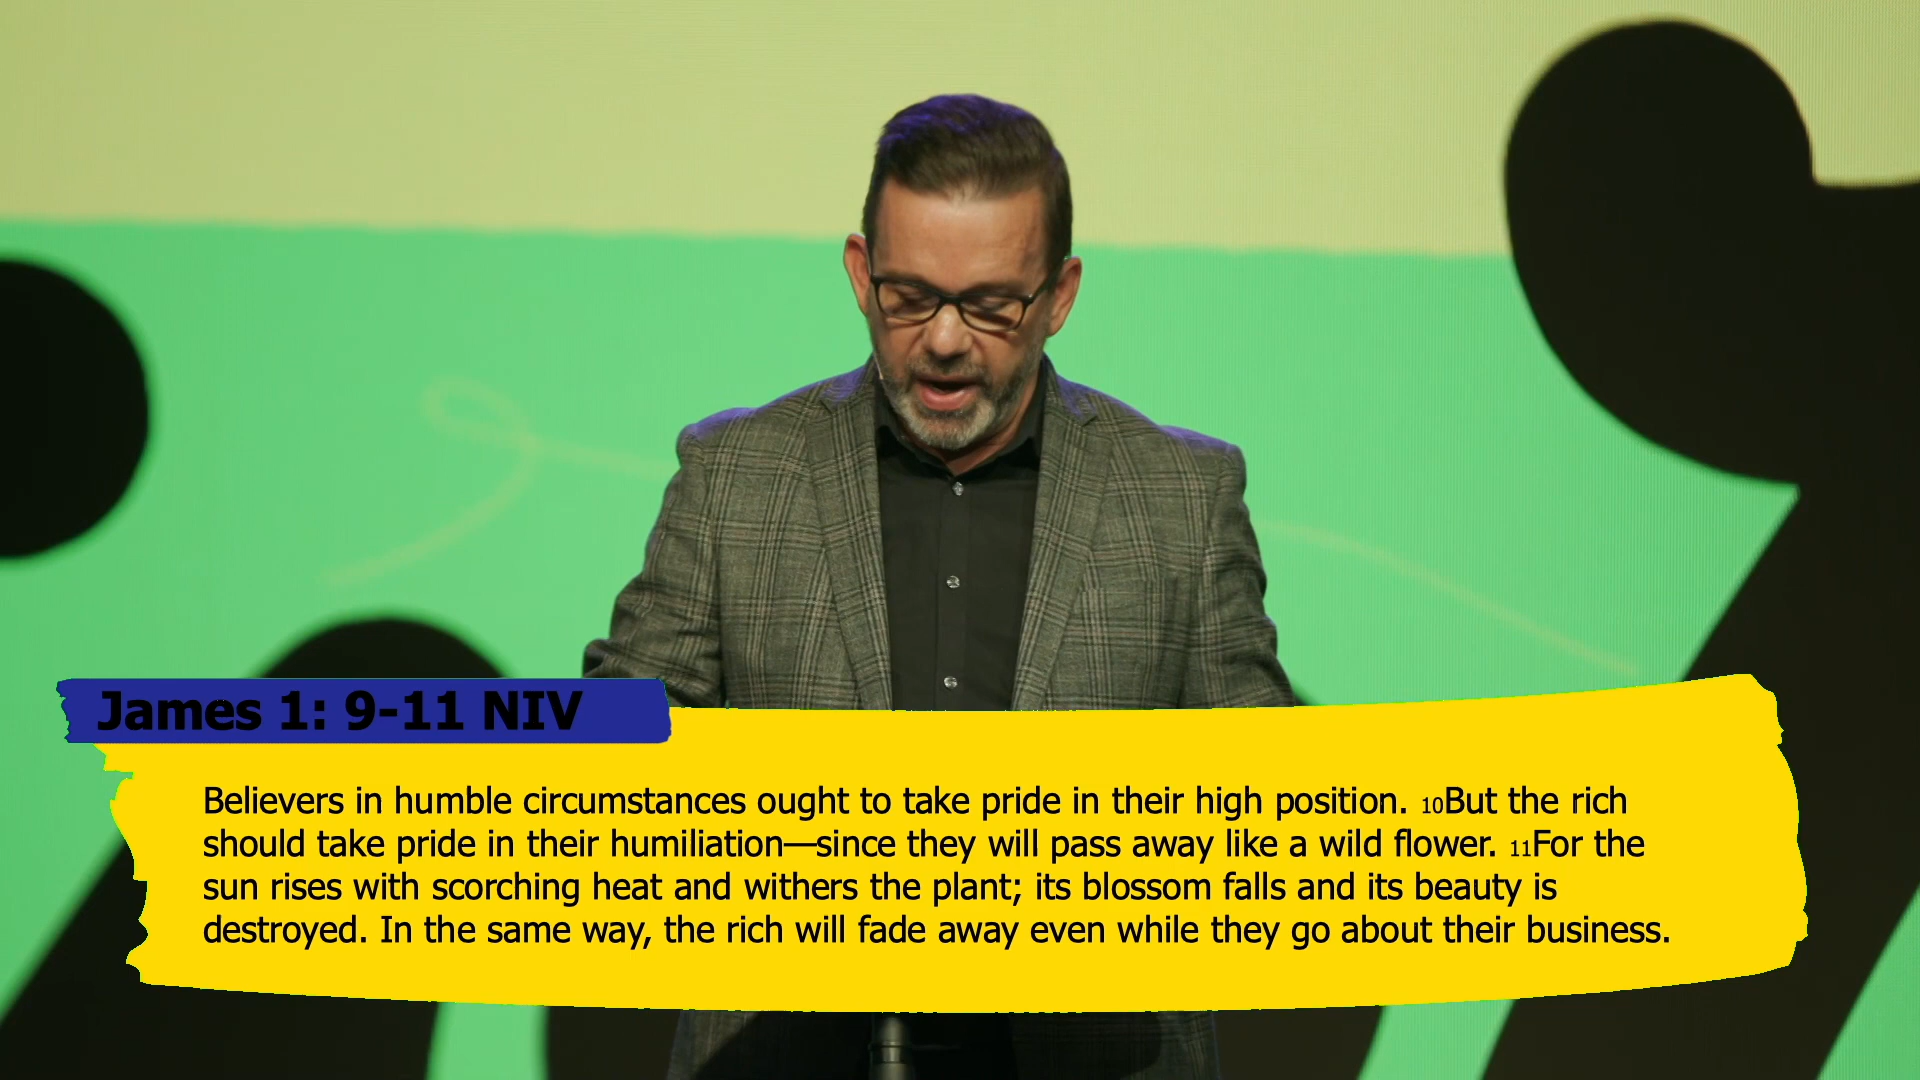 James 1: 9-11 NIV
Believers in humble circumstances ought to take pride in their high position. 10But the rich
should take pride in their humiliation—since they will pass away like a wild flower. 11For the
sun rises with scorching heat and withers the plant; its blossom falls and its beauty is
destroyed. In the same way, the rich will fade away even while they go about their business.